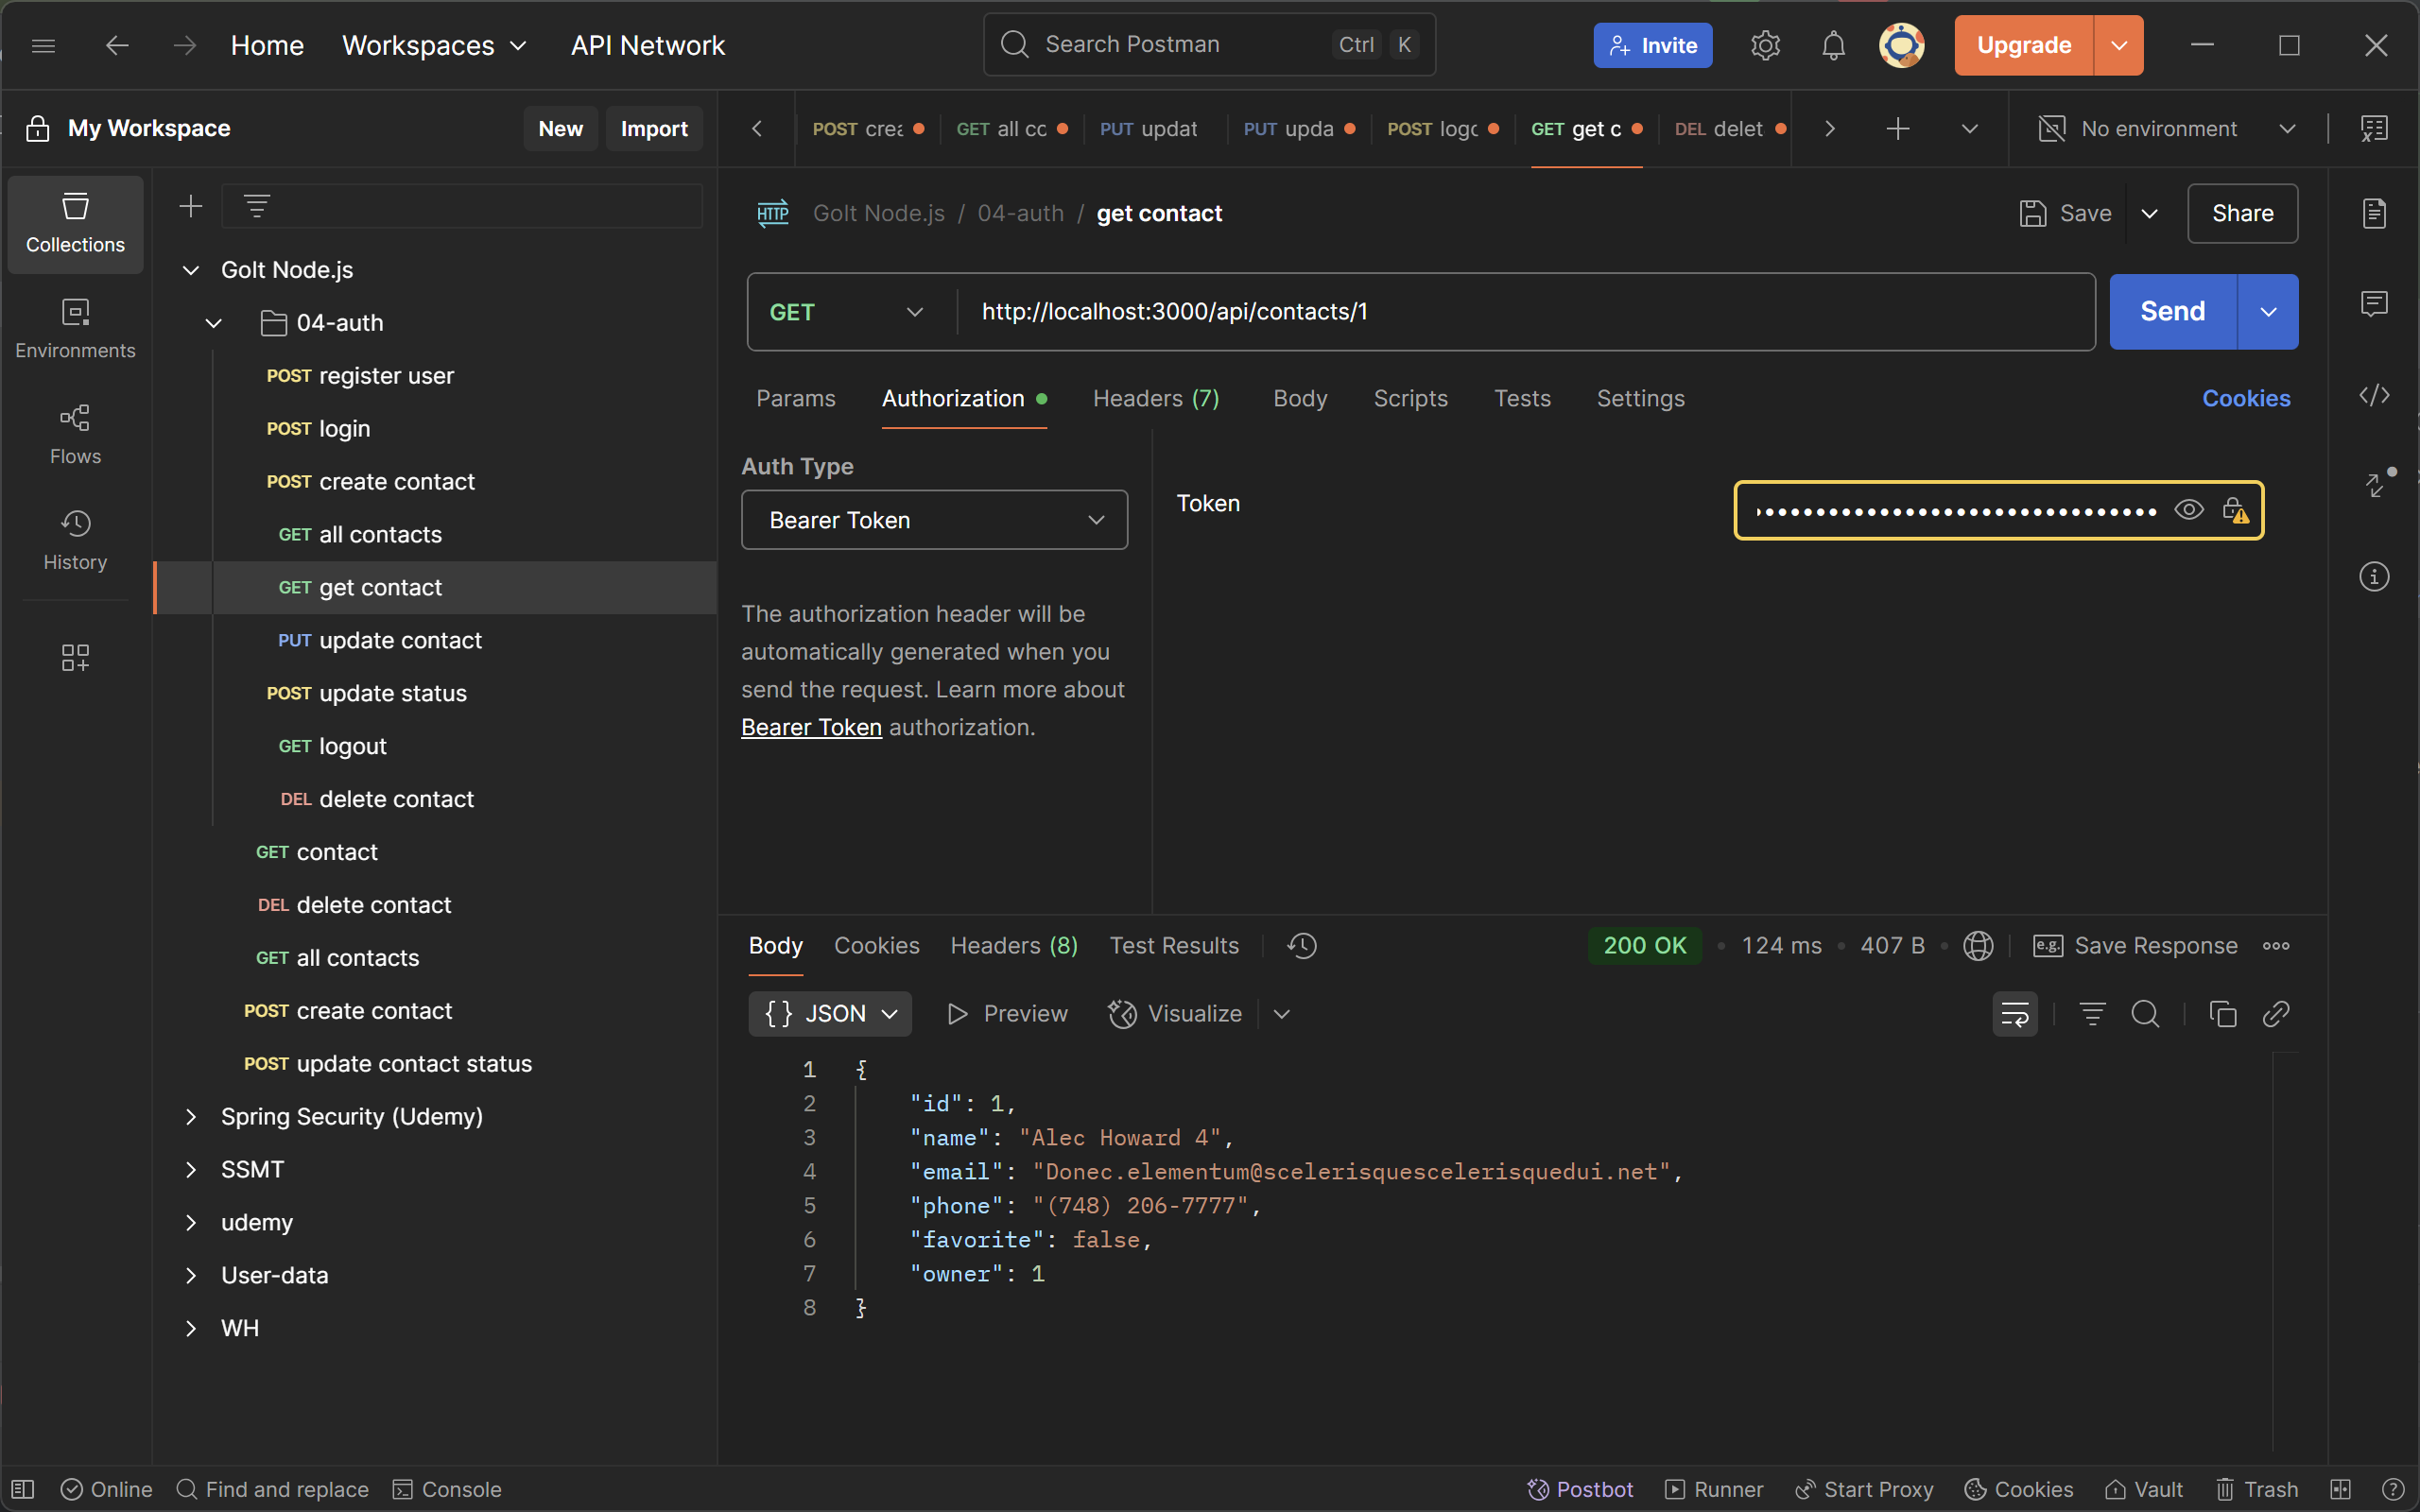 Home Workspaces API Network Search Postman Ctrl K Invite Upgrade
My Workspace New Import
POST crea GET all co PUT updat PUT upda POST logo GET get c DEL delet No environment
Collections
Environments
Flows
History
GoIt Node.js
04-auth
POST register user
POST login
POST create contact
GET all contacts
GET get contact
PUT update contact
POST update status
GET logout
DEL delete contact
GET contact
DEL delete contact
GET all contacts
POST create contact
POST update contact status
Spring Security (Udemy)
SSMT
udemy
User-data
WH
HTTP GoIt Node.js / 04-auth / get contact Save Share
GET http://localhost:3000/api/contacts/1 Send
Params Authorization Headers (7) Body Scripts Tests Settings Cookies
Auth Type
Bearer Token
Token
The authorization header will be
automatically generated when you
send the request. Learn more about
Bearer Token authorization.
Body Cookies Headers (8) Test Results 200 OK 124 ms 407 B e.g. Save Response
{} JSON Preview Visualize
1 {
2 "id": 1,
3 "name": "Alec Howard 4",
4 "email": "Donec.elementum@scelerisquescelerisquedui.net",
5 "phone": "(748) 206-7777",
6 "favorite": false,
7 "owner": 1
8 }
Online Find and replace Console Postbot Runner Start Proxy Cookies Vault Trash